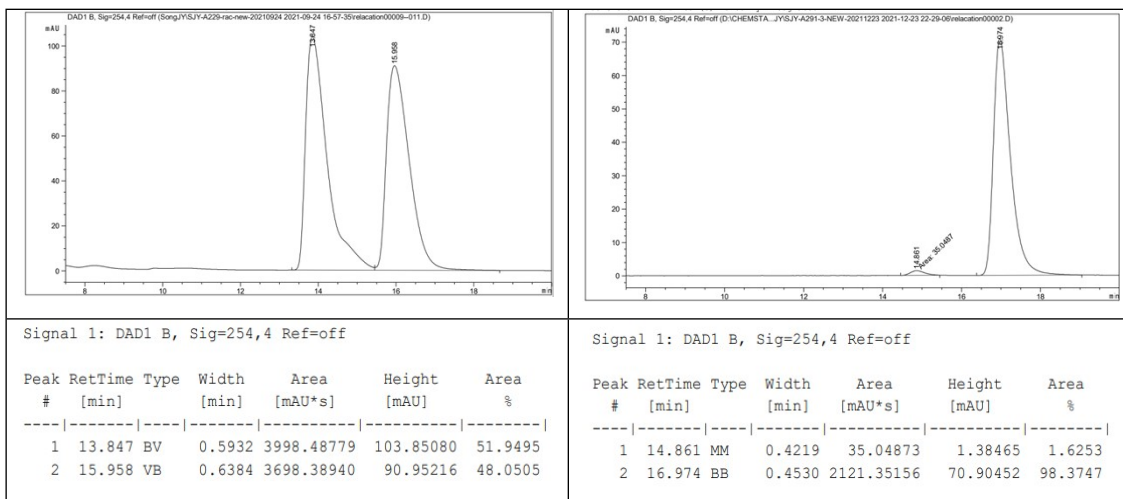 DAD1 B, Sig=254,4 Ref=off (SongJY\SJY-A229-rac-new-20210924 2021-09-24 16-57-35\relacation00009--011.D)
mAU
100
80
60
40
20
0
13.847
15.958
8
10
12
14
16
min
DAD1 B, Sig=254,4 Ref=off (D:\CHEMSTA...JY\SJY-A291-3-NEW-20211223 2021-12-23 22-29-06\relacation00002.D)
mAU
70
60
50
40
30
20
10
0
14.861
Area: 35.0487
16.974
8
10
12
14
16
18
min
Signal 1: DAD1 B, Sig=254,4 Ref=off
Peak RetTime Type Width Area Height Area
# [min] [min] [mAU*s] [mAU] %
----|-------|----|-------|----------|----------|--------|
1 13.847 BV 0.5932 3998.48779 103.85080 51.9495
2 15.958 VB 0.6384 3698.38940 90.95216 48.0505
Signal 1: DAD1 B, Sig=254,4 Ref=off
Peak RetTime Type Width Area Height Area
# [min] [min] [mAU*s] [mAU] %
----|-------|----|-------|----------|----------|--------|
1 14.861 MM 0.4219 35.04873 1.38465 1.6253
2 16.974 BB 0.4530 2121.35156 70.90452 98.3747